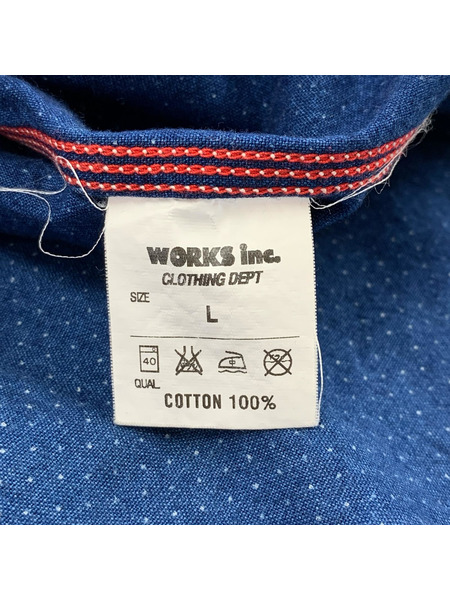 WORKS inc.
CLOTHING DEPT
SIZE
L
40
QUAL
COTTON 100%